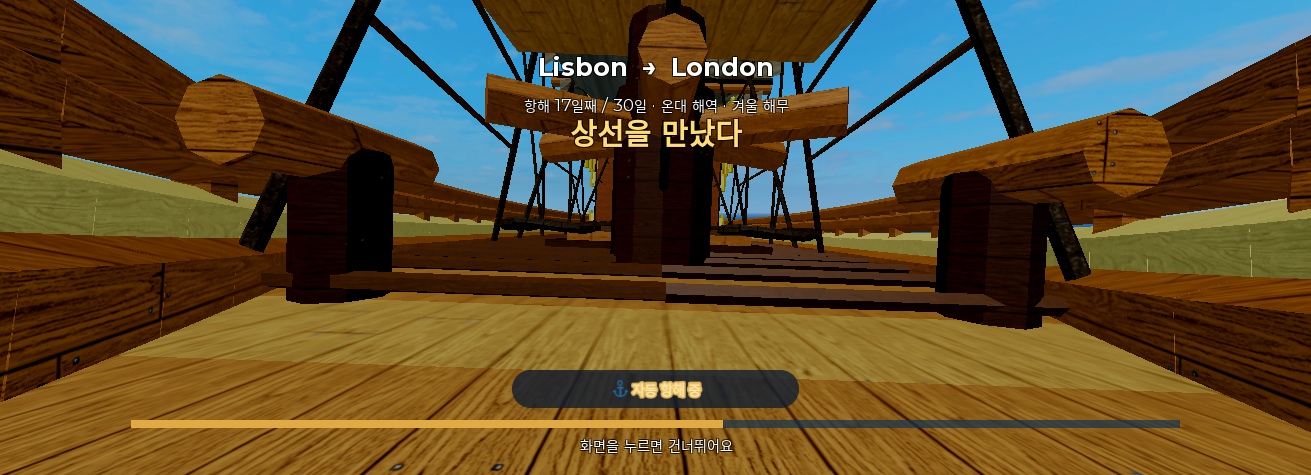 Lisbon → London
항해 17일째 / 30일 · 온대 해역 · 겨울 해무
상선을 만났다
⚓ 자동 항해 중
화면을 누르면 건너뛰어요